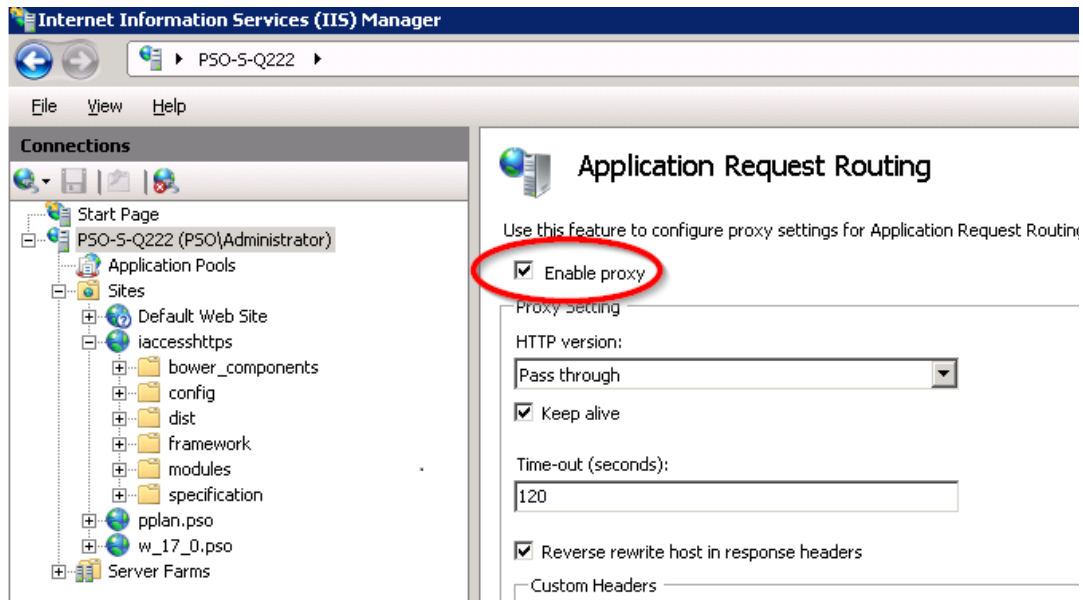 Internet Information Services (IIS) Manager
PSO-S-Q222
File View Help
Connections
Start Page
PSO-S-Q222 (PSO\Administrator)
Application Pools
Sites
Default Web Site
iaccesshttps
bower_components
config
dist
framework
modules
specification
pplan.pso
w_17_0.pso
Server Farms
Application Request Routing
Use this feature to configure proxy settings for Application Request Routing
Enable proxy
Proxy Setting
HTTP version:
Pass through
Keep alive
Time-out (seconds):
120
Reverse rewrite host in response headers
Custom Headers